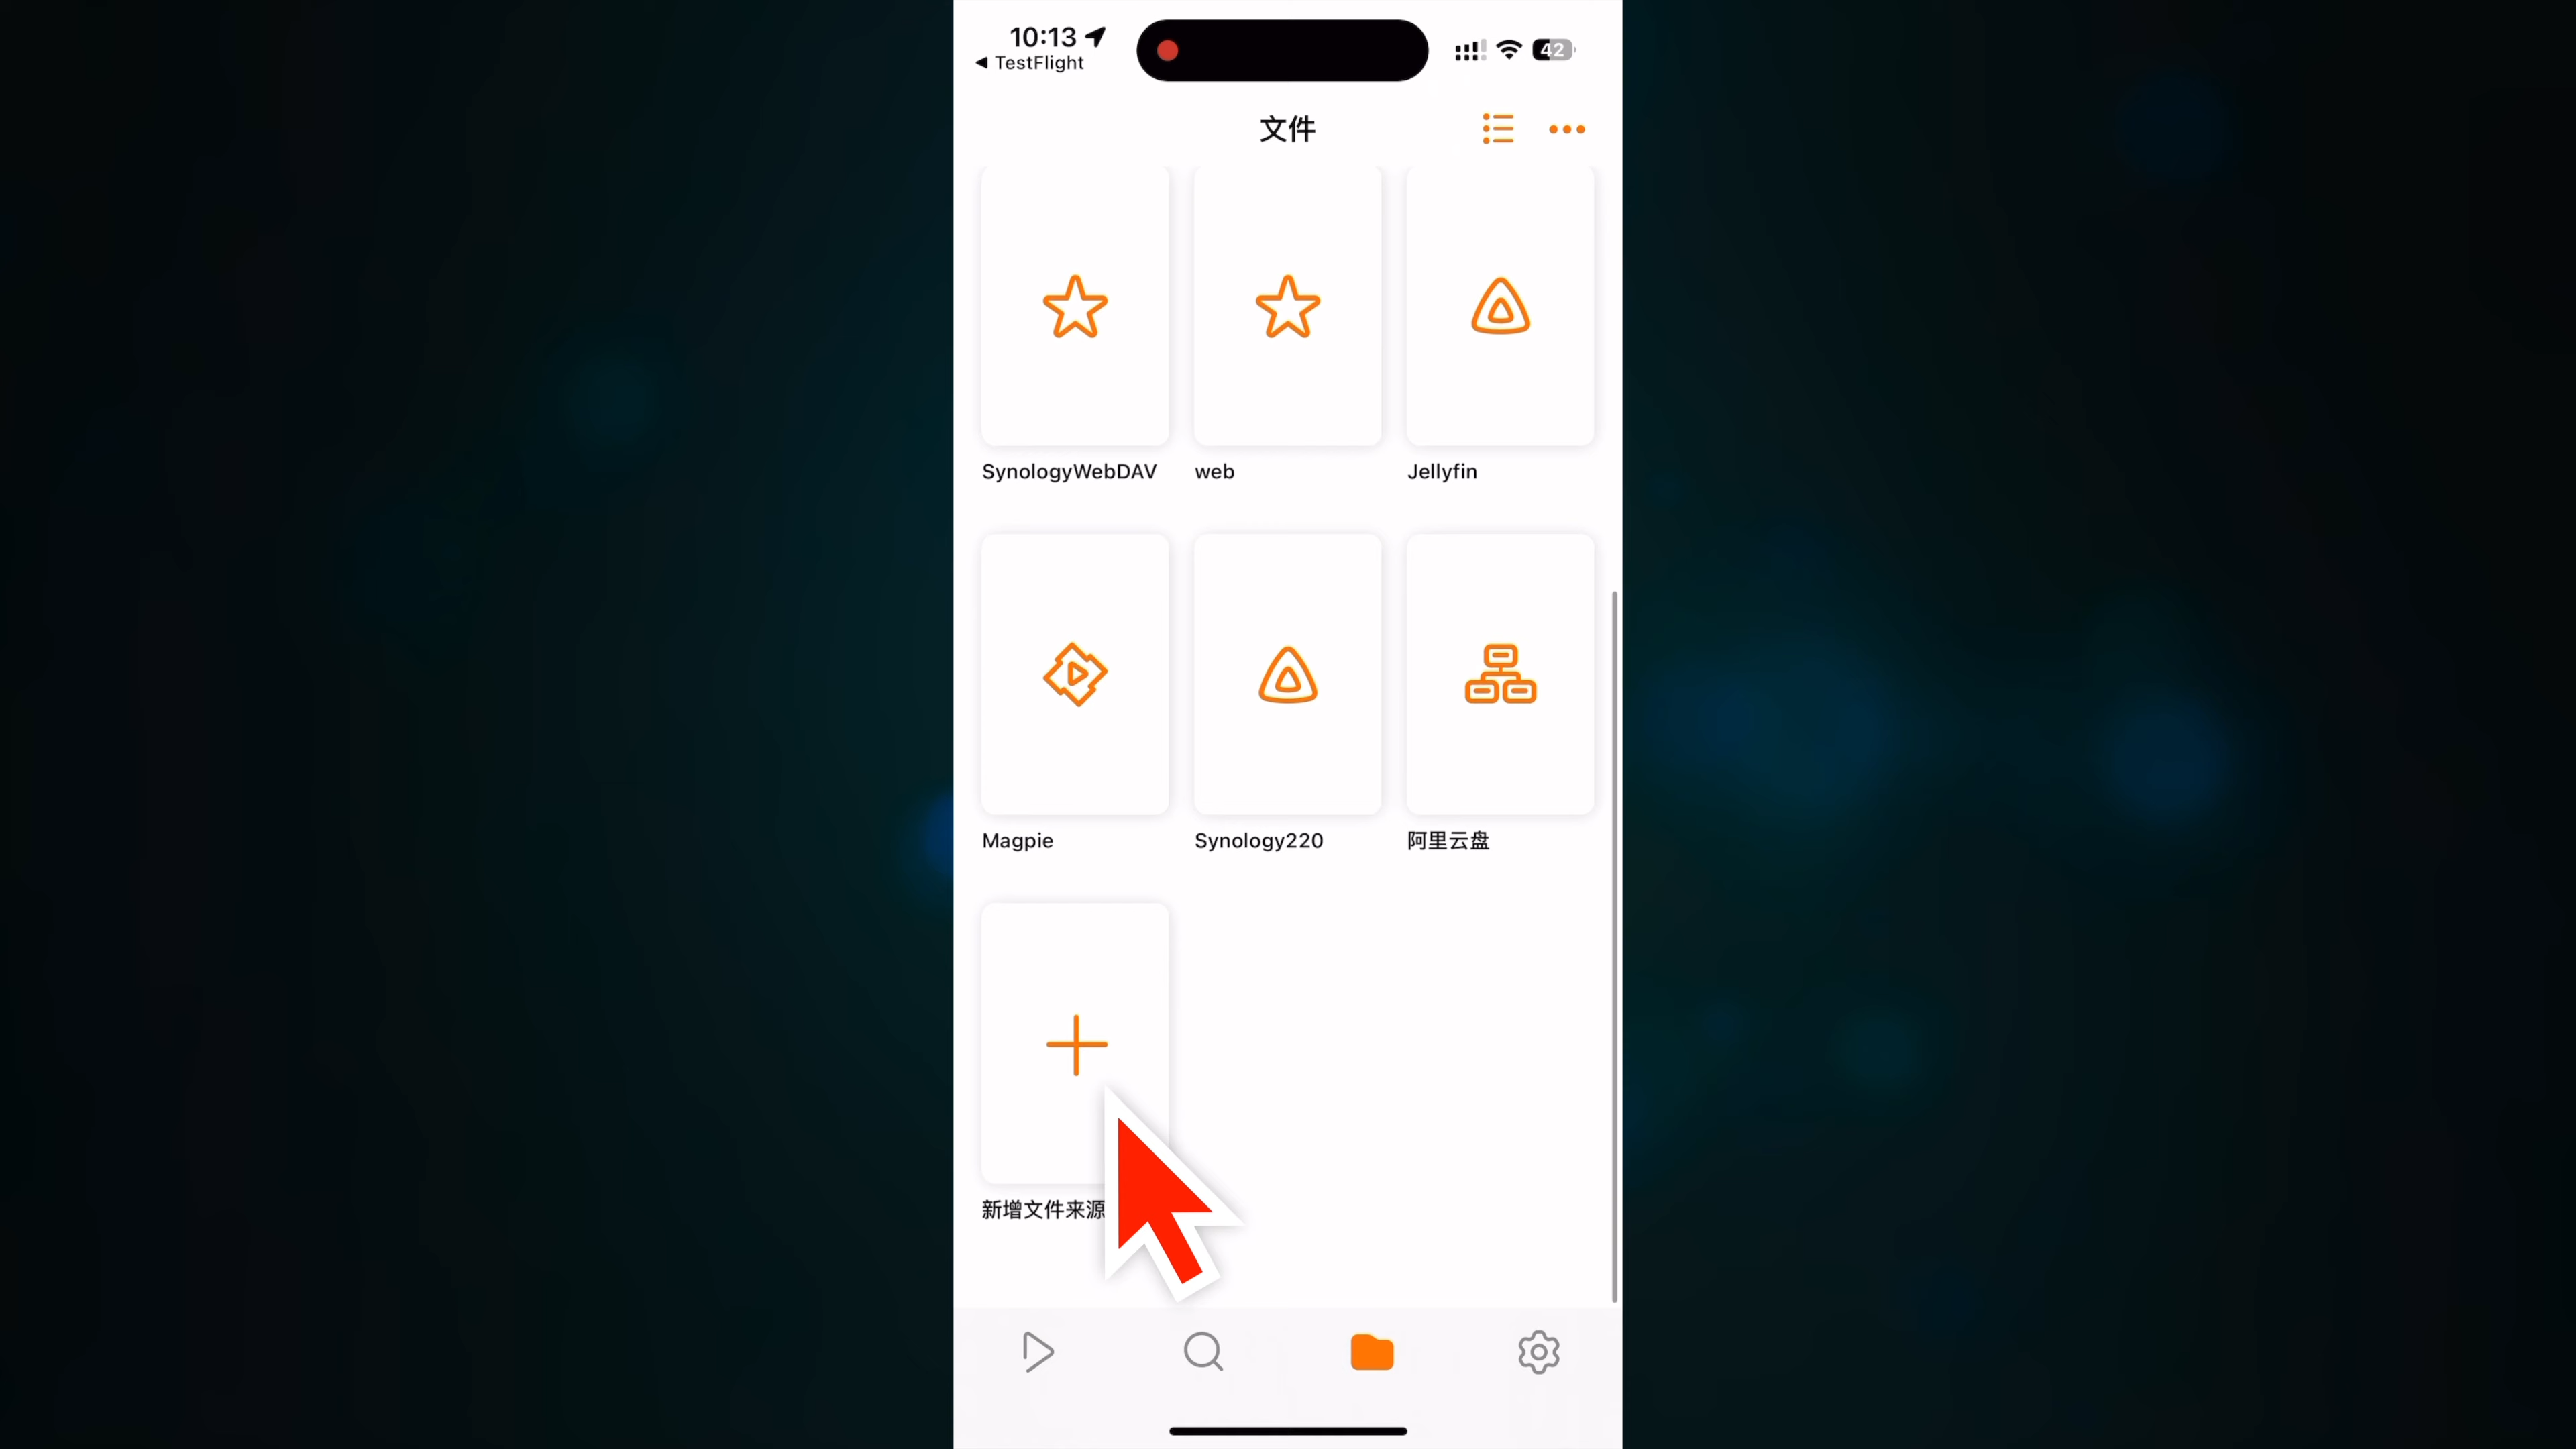 10:13
TestFlight
42
文件
SynologyWebDAV
web
Jellyfin
Magpie
Synology220
阿里云盘
新增文件来源